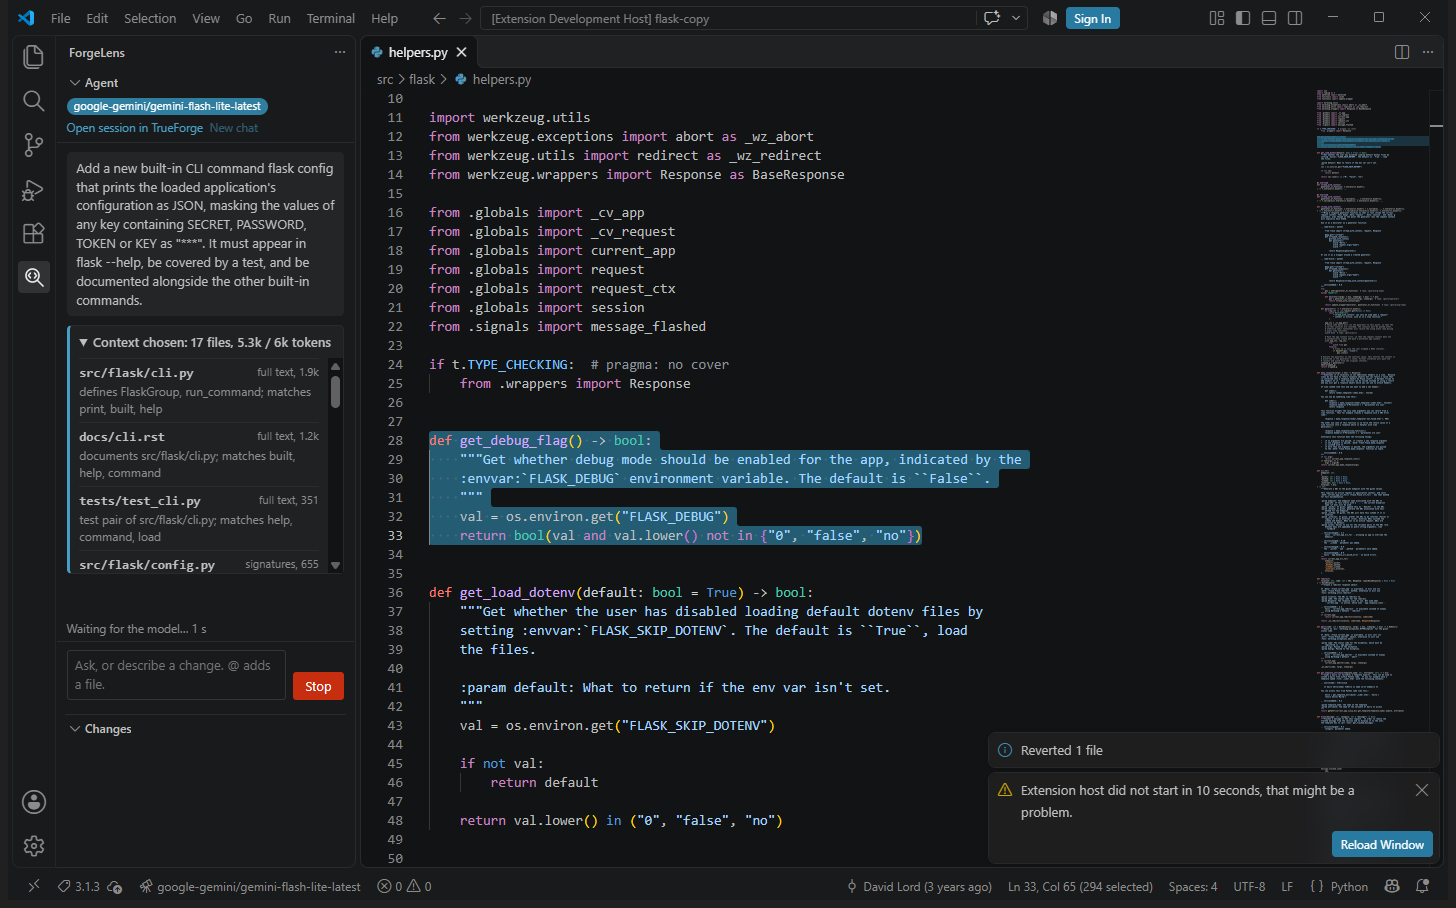 File Edit Selection View Go Run Terminal Help
[Extension Development Host] flask-copy
Sign In
ForgeLens
Agent
google-gemini/gemini-flash-lite-latest
Open session in TrueForge New chat
Add a new built-in CLI command flask config
that prints the loaded application's
configuration as JSON, masking the values of
any key containing SECRET, PASSWORD,
TOKEN or KEY as "***". It must appear in
flask --help, be covered by a test, and be
documented alongside the other built-in
commands.
▼ Context chosen: 17 files, 5.3k / 6k tokens
src/flask/cli.py full text, 1.9k
defines FlaskGroup, run_command; matches
print, built, help
docs/cli.rst full text, 1.2k
documents src/flask/cli.py; matches built,
help, command
tests/test_cli.py full text, 351
test pair of src/flask/cli.py; matches help,
command, load
src/flask/config.py signatures, 655
Waiting for the model... 1 s
Ask, or describe a change. @ adds
a file.
Stop
Changes
helpers.py
src > flask > helpers.py
10
11 import werkzeug.utils
12 from werkzeug.exceptions import abort as _wz_abort
13 from werkzeug.utils import redirect as _wz_redirect
14 from werkzeug.wrappers import Response as BaseResponse
15
16 from .globals import _cv_app
17 from .globals import _cv_request
18 from .globals import current_app
19 from .globals import request
20 from .globals import request_ctx
21 from .globals import session
22 from .signals import message_flashed
23
24 if t.TYPE_CHECKING:  # pragma: no cover
25     from .wrappers import Response
26
27
28 def get_debug_flag() -> bool:
29     """Get whether debug mode should be enabled for the app, indicated by the
30     :envvar:`FLASK_DEBUG` environment variable. The default is ``False``.
31     """
32     val = os.environ.get("FLASK_DEBUG")
33     return bool(val and val.lower() not in {"0", "false", "no"})
34
35
36 def get_load_dotenv(default: bool = True) -> bool:
37     """Get whether the user has disabled loading default dotenv files by
38     setting :envvar:`FLASK_SKIP_DOTENV`. The default is ``True``, load
39     the files.
40
41     :param default: What to return if the env var isn't set.
42     """
43     val = os.environ.get("FLASK_SKIP_DOTENV")
44
45     if not val:
46         return default
47
48     return val.lower() in ("0", "false", "no")
49
50
Reverted 1 file
Extension host did not start in 10 seconds, that might be a
problem.
Reload Window
3.1.3 google-gemini/gemini-flash-lite-latest 0 0 David Lord (3 years ago) Ln 33, Col 65 (294 selected) Spaces: 4 UTF-8 LF { } Python